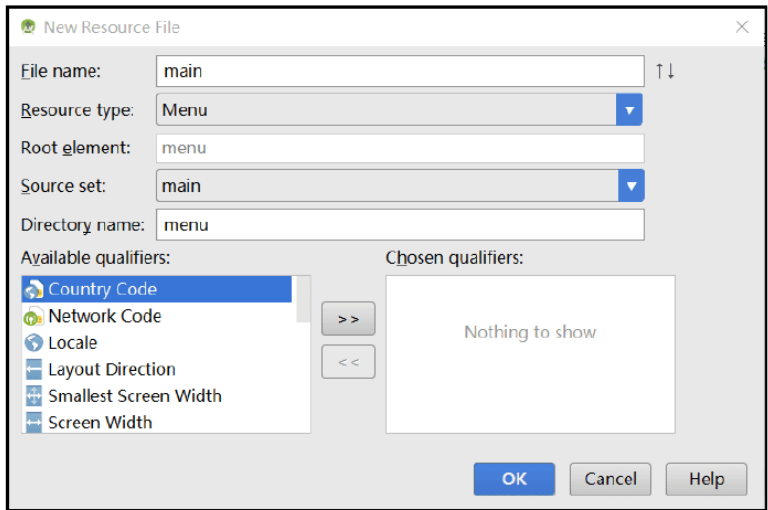 New Resource File
File name: main
Resource type: Menu
Root element: menu
Source set: main
Directory name: menu
Available qualifiers: Chosen qualifiers:
Country Code
Network Code
Locale
Layout Direction
Smallest Screen Width
Screen Width
>>
<<
Nothing to show
OK Cancel Help